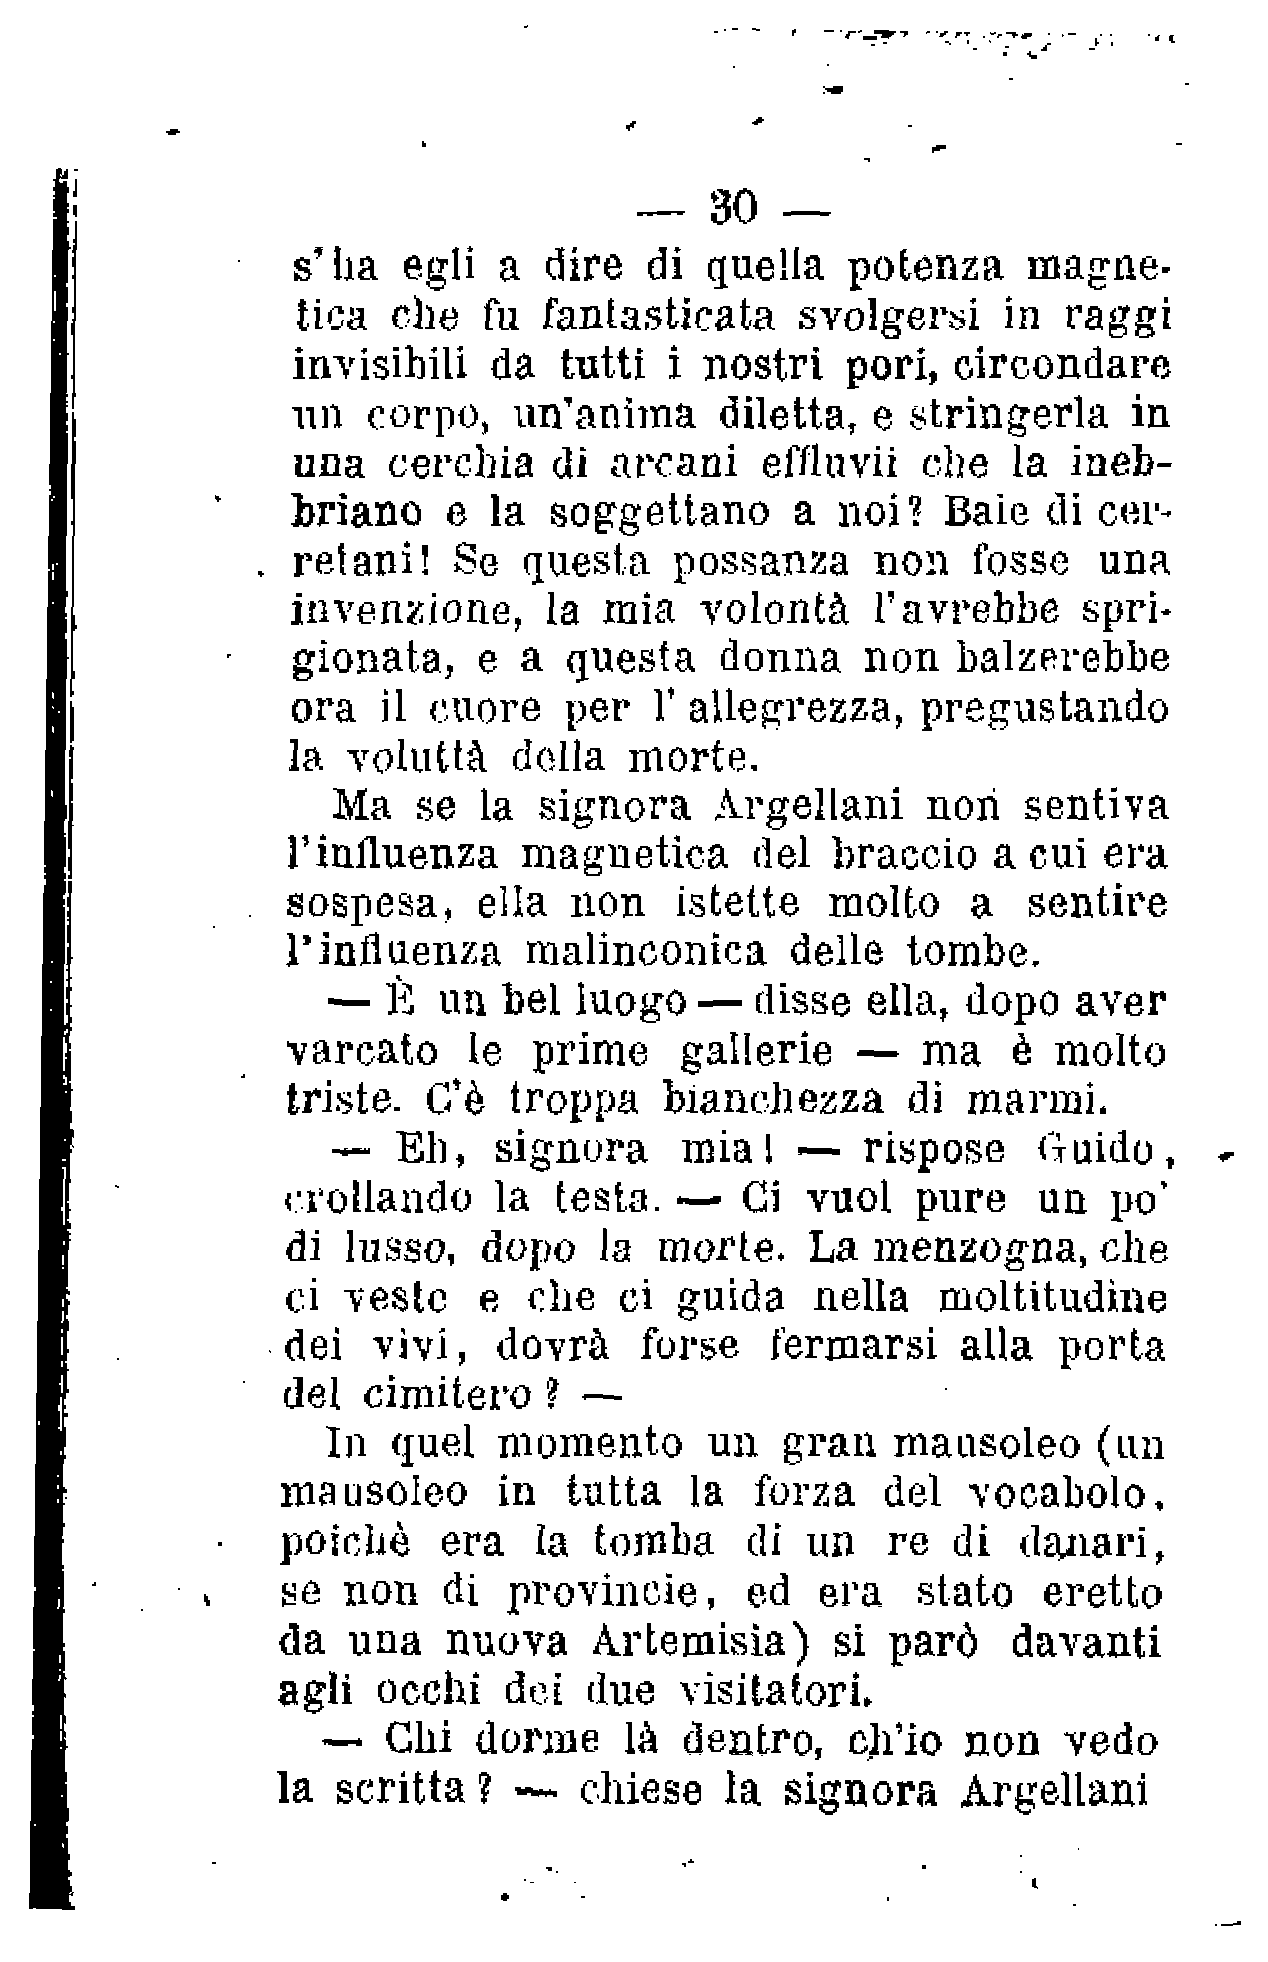 — 30 —
s'ha egli a dire di quella potenza magne-
tica che fu fantasticata svolgersi in raggi
invisibili da tutti i nostri pori, circondare
un corpo, un'anima diletta, e stringerla in
una cerchia di arcani effluvii che la ineb-
briano e la soggettano a noi? Baie di cer-
retani! Se questa possanza non fosse una
invenzione, la mia volontà l'avrebbe spri-
gionata, e a questa donna non balzerebbe
ora il cuore per l'allegrezza, pregustando
la voluttà della morte.
Ma se la signora Argellani non sentiva
l'influenza magnetica del braccio a cui era
sospesa, ella non istette molto a sentire
l'influenza malinconica delle tombe.
— È un bel luogo — disse ella, dopo aver
varcato le prime gallerie — ma è molto
triste. C'è troppa bianchezza di marmi.
— Eh, signora mia! — rispose Guido,
crollando la testa. — Ci vuol pure un po'
di lusso, dopo la morte. La menzogna, che
ci veste e che ci guida nella moltitudine
dei vivi, dovrà forse fermarsi alla porta
del cimitero? —
In quel momento un gran mausoleo (un
mausoleo in tutta la forza del vocabolo,
poichè era la tomba di un re di danari,
se non di provincie, ed era stato eretto
da una nuova Artemisia) si parò davanti
agli occhi dei due visitatori.
— Chi dorme là dentro, ch'io non vedo
la scritta? — chiese la signora Argellani